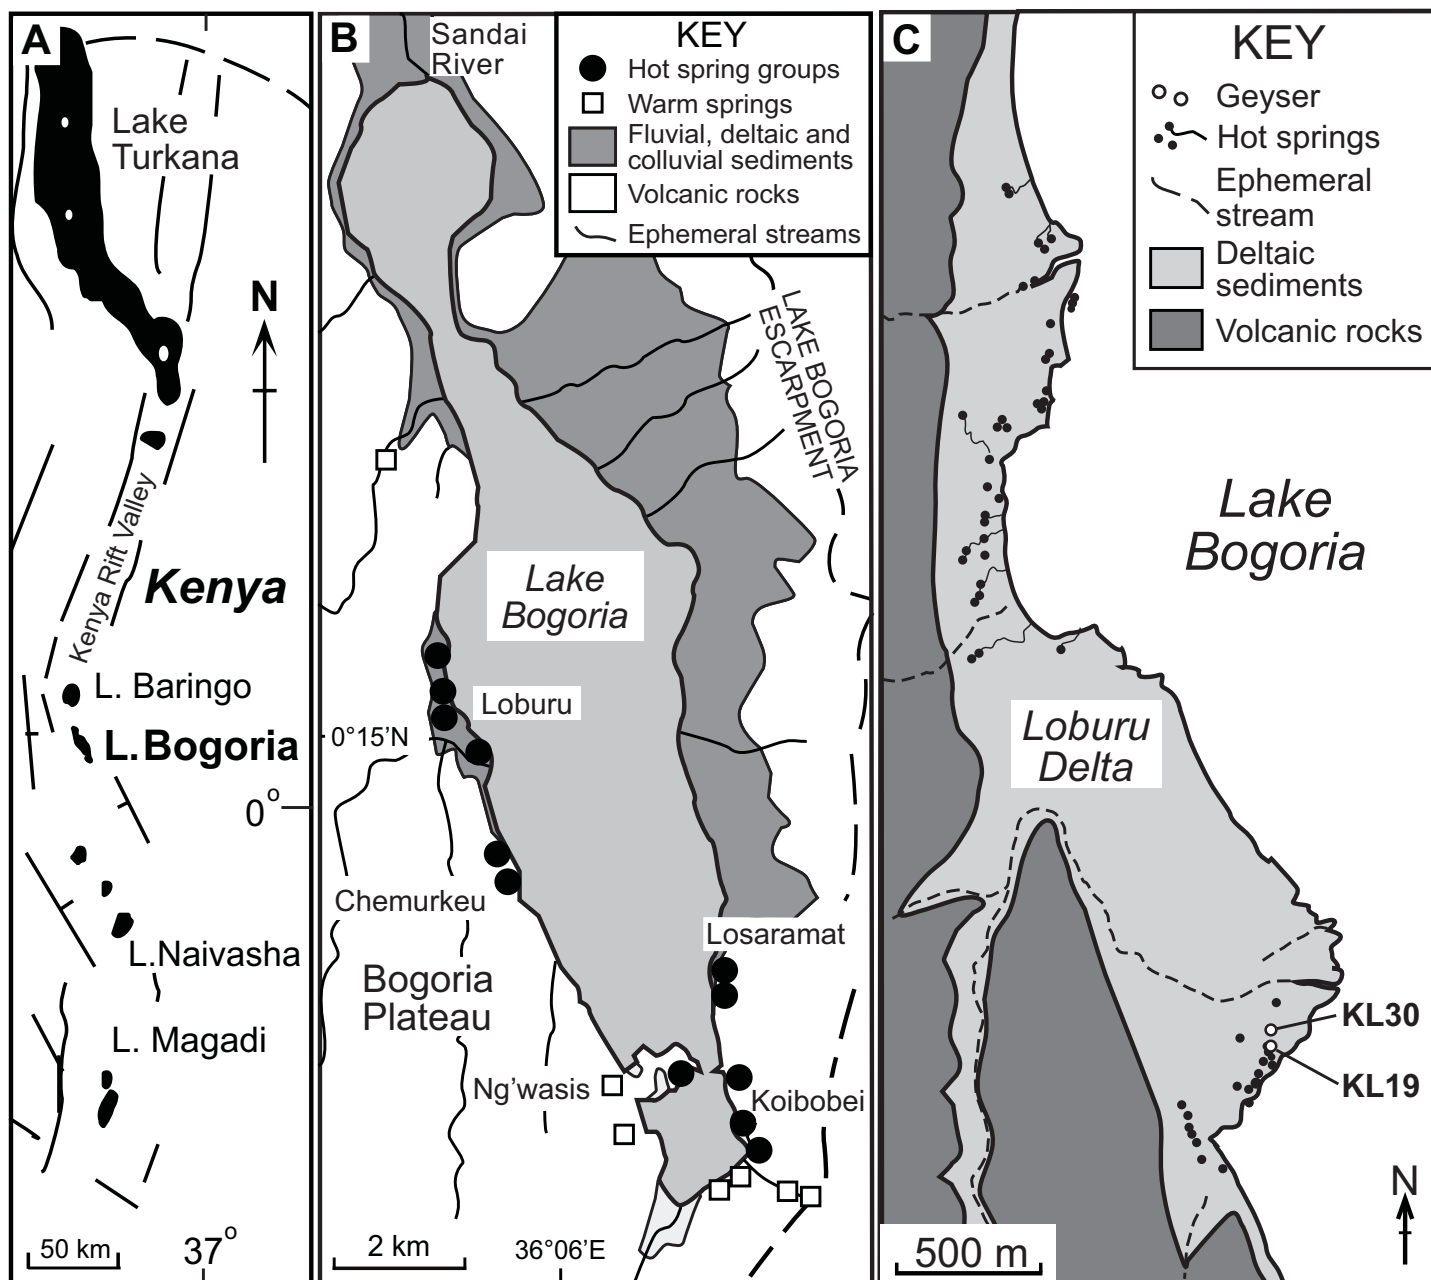 A
Lake
Turkana
N
Kenya Rift Valley
Kenya
L. Baringo
L. Bogoria
0°
L. Naivasha
L. Magadi
50 km
37°
B
Sandai
River
KEY
Hot spring groups
Warm springs
Fluvial, deltaic and
colluvial sediments
Volcanic rocks
Ephemeral streams
LAKE BOGORIA
ESCARPMENT
Lake
Bogoria
Loburu
0°15'N
Chemurkeu
Losaramat
Bogoria
Plateau
Ng'wasis
Koibobei
2 km
36°06'E
C
KEY
Geyser
Hot springs
Ephemeral
stream
Deltaic
sediments
Volcanic rocks
Lake
Bogoria
Loburu
Delta
KL30
KL19
N
500 m